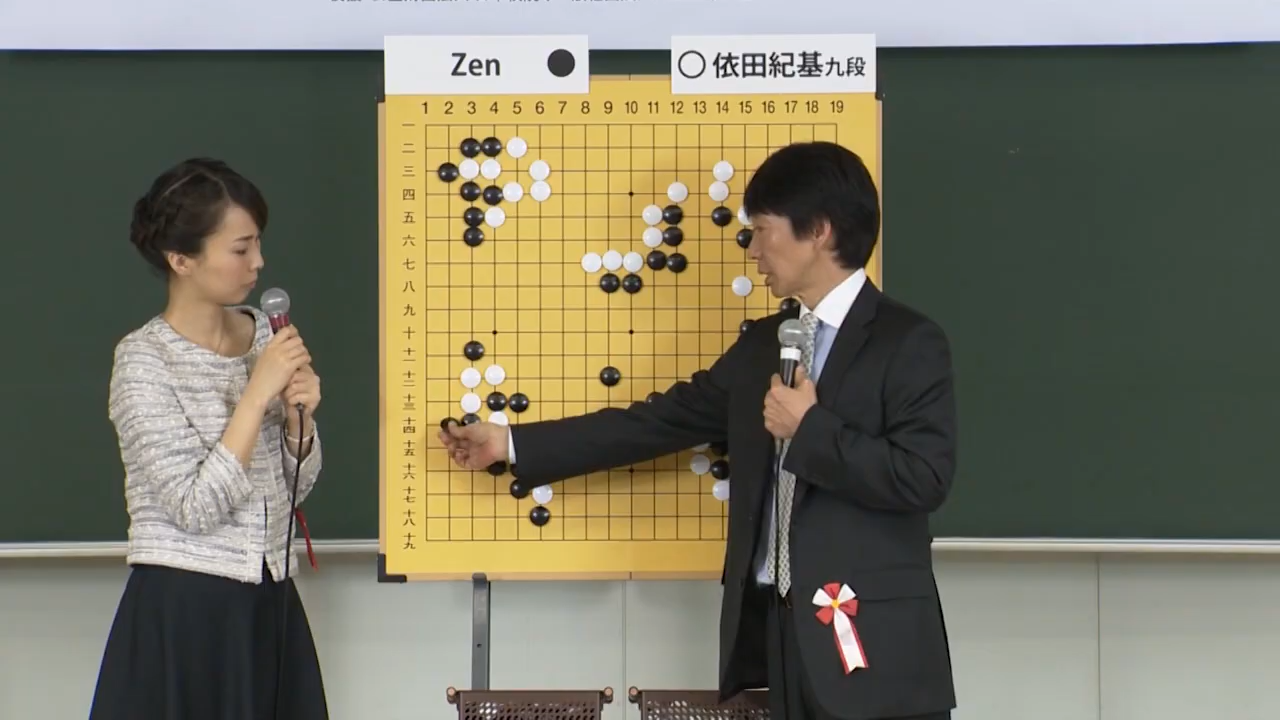 Zen
依田紀基九段
1 2 3 4 5 6 7 8 9 10 11 12 13 14 15 16 17 18 19
一
二
三
四
五
六
七
八
九
十
十一
十二
十三
十四
十五
十六
十七
十八
十九